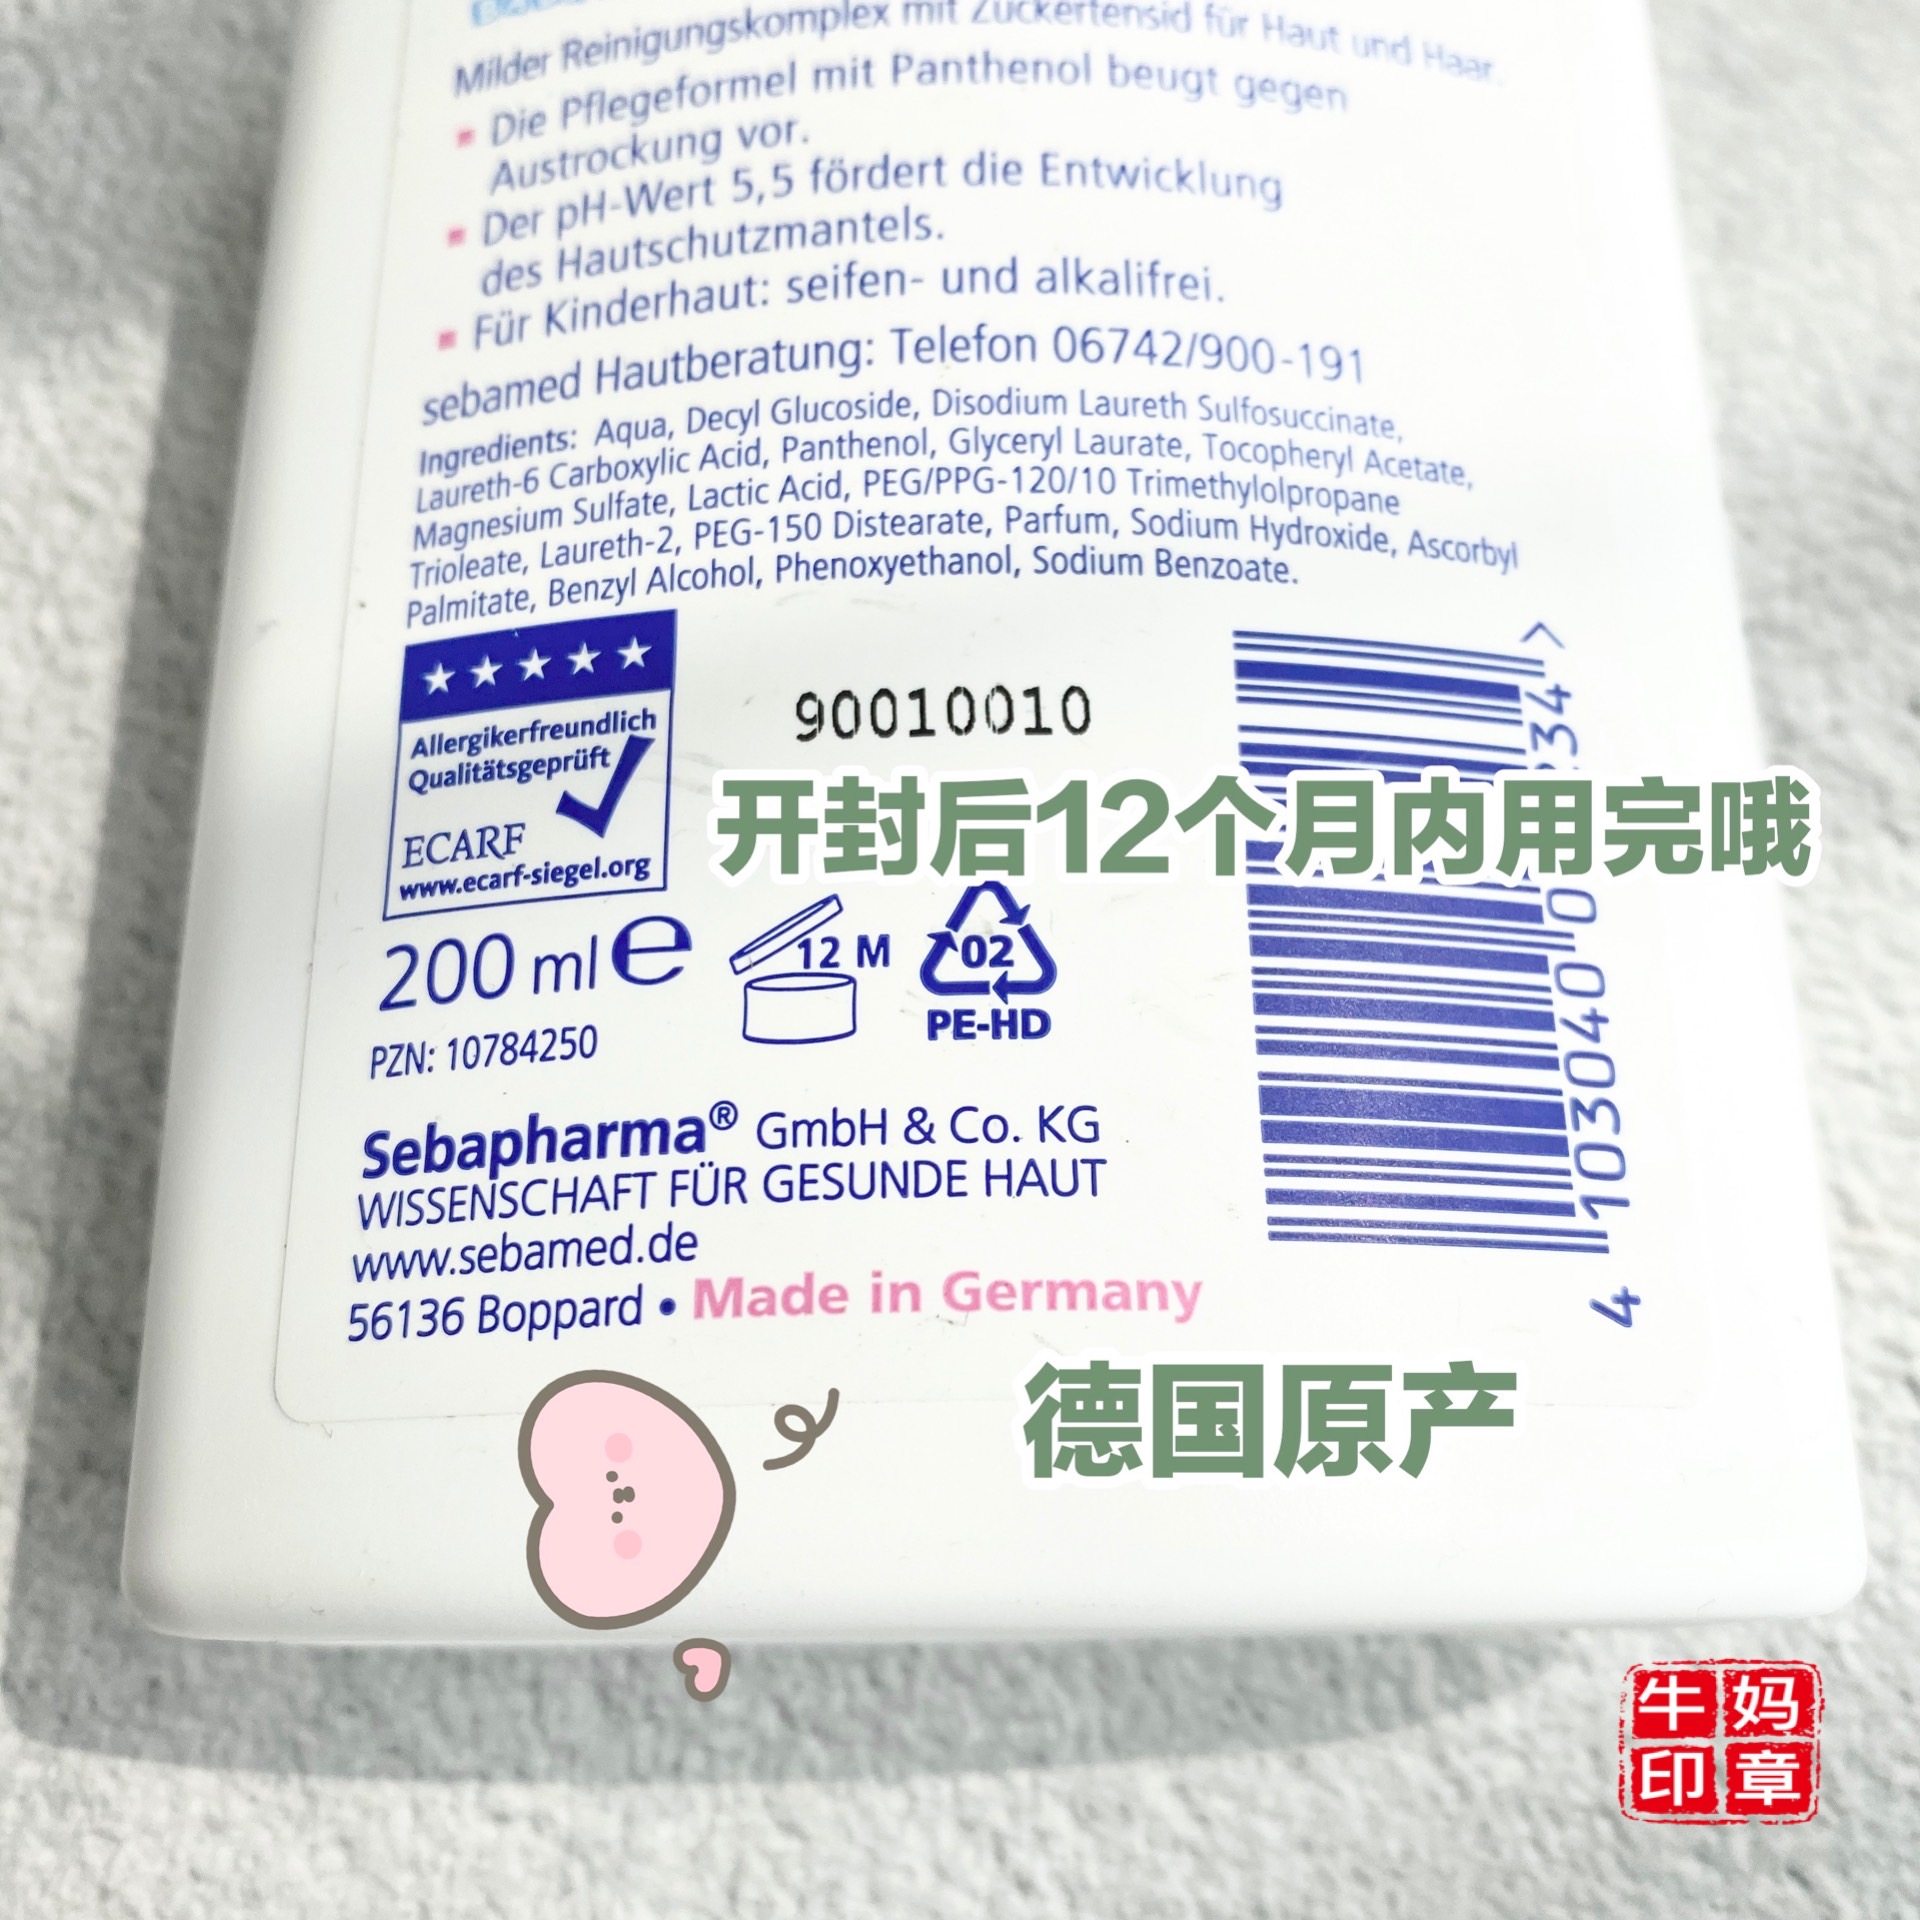 Milder Reinigungskomplex mit Zuckertensid für Haut und Haar.
▪ Die Pflegeformel mit Panthenol beugt gegen
Austrockung vor.
▪ Der pH-Wert 5,5 fördert die Entwicklung
des Hautschutzmantels.
▪ Für Kinderhaut: seifen- und alkalifrei.
sebamed Hautberatung: Telefon 06742/900-191
Ingredients: Aqua, Decyl Glucoside, Disodium Laureth Sulfosuccinate,
Laureth-6 Carboxylic Acid, Panthenol, Glyceryl Laurate, Tocopheryl Acetate,
Magnesium Sulfate, Lactic Acid, PEG/PPG-120/10 Trimethylolpropane
Trioleate, Laureth-2, PEG-150 Distearate, Parfum, Sodium Hydroxide, Ascorbyl
Palmitate, Benzyl Alcohol, Phenoxyethanol, Sodium Benzoate.
Allergikerfreundlich
Qualitätsgeprüft
ECARF
www.ecarf-siegel.org
90010010
开封后12个月内用完哦
200 ml e
12 M
02
PE-HD
PZN: 10784250
Sebapharma® GmbH & Co. KG
WISSENSCHAFT FÜR GESUNDE HAUT
www.sebamed.de
56136 Boppard • Made in Germany
德国原产
牛妈
印章